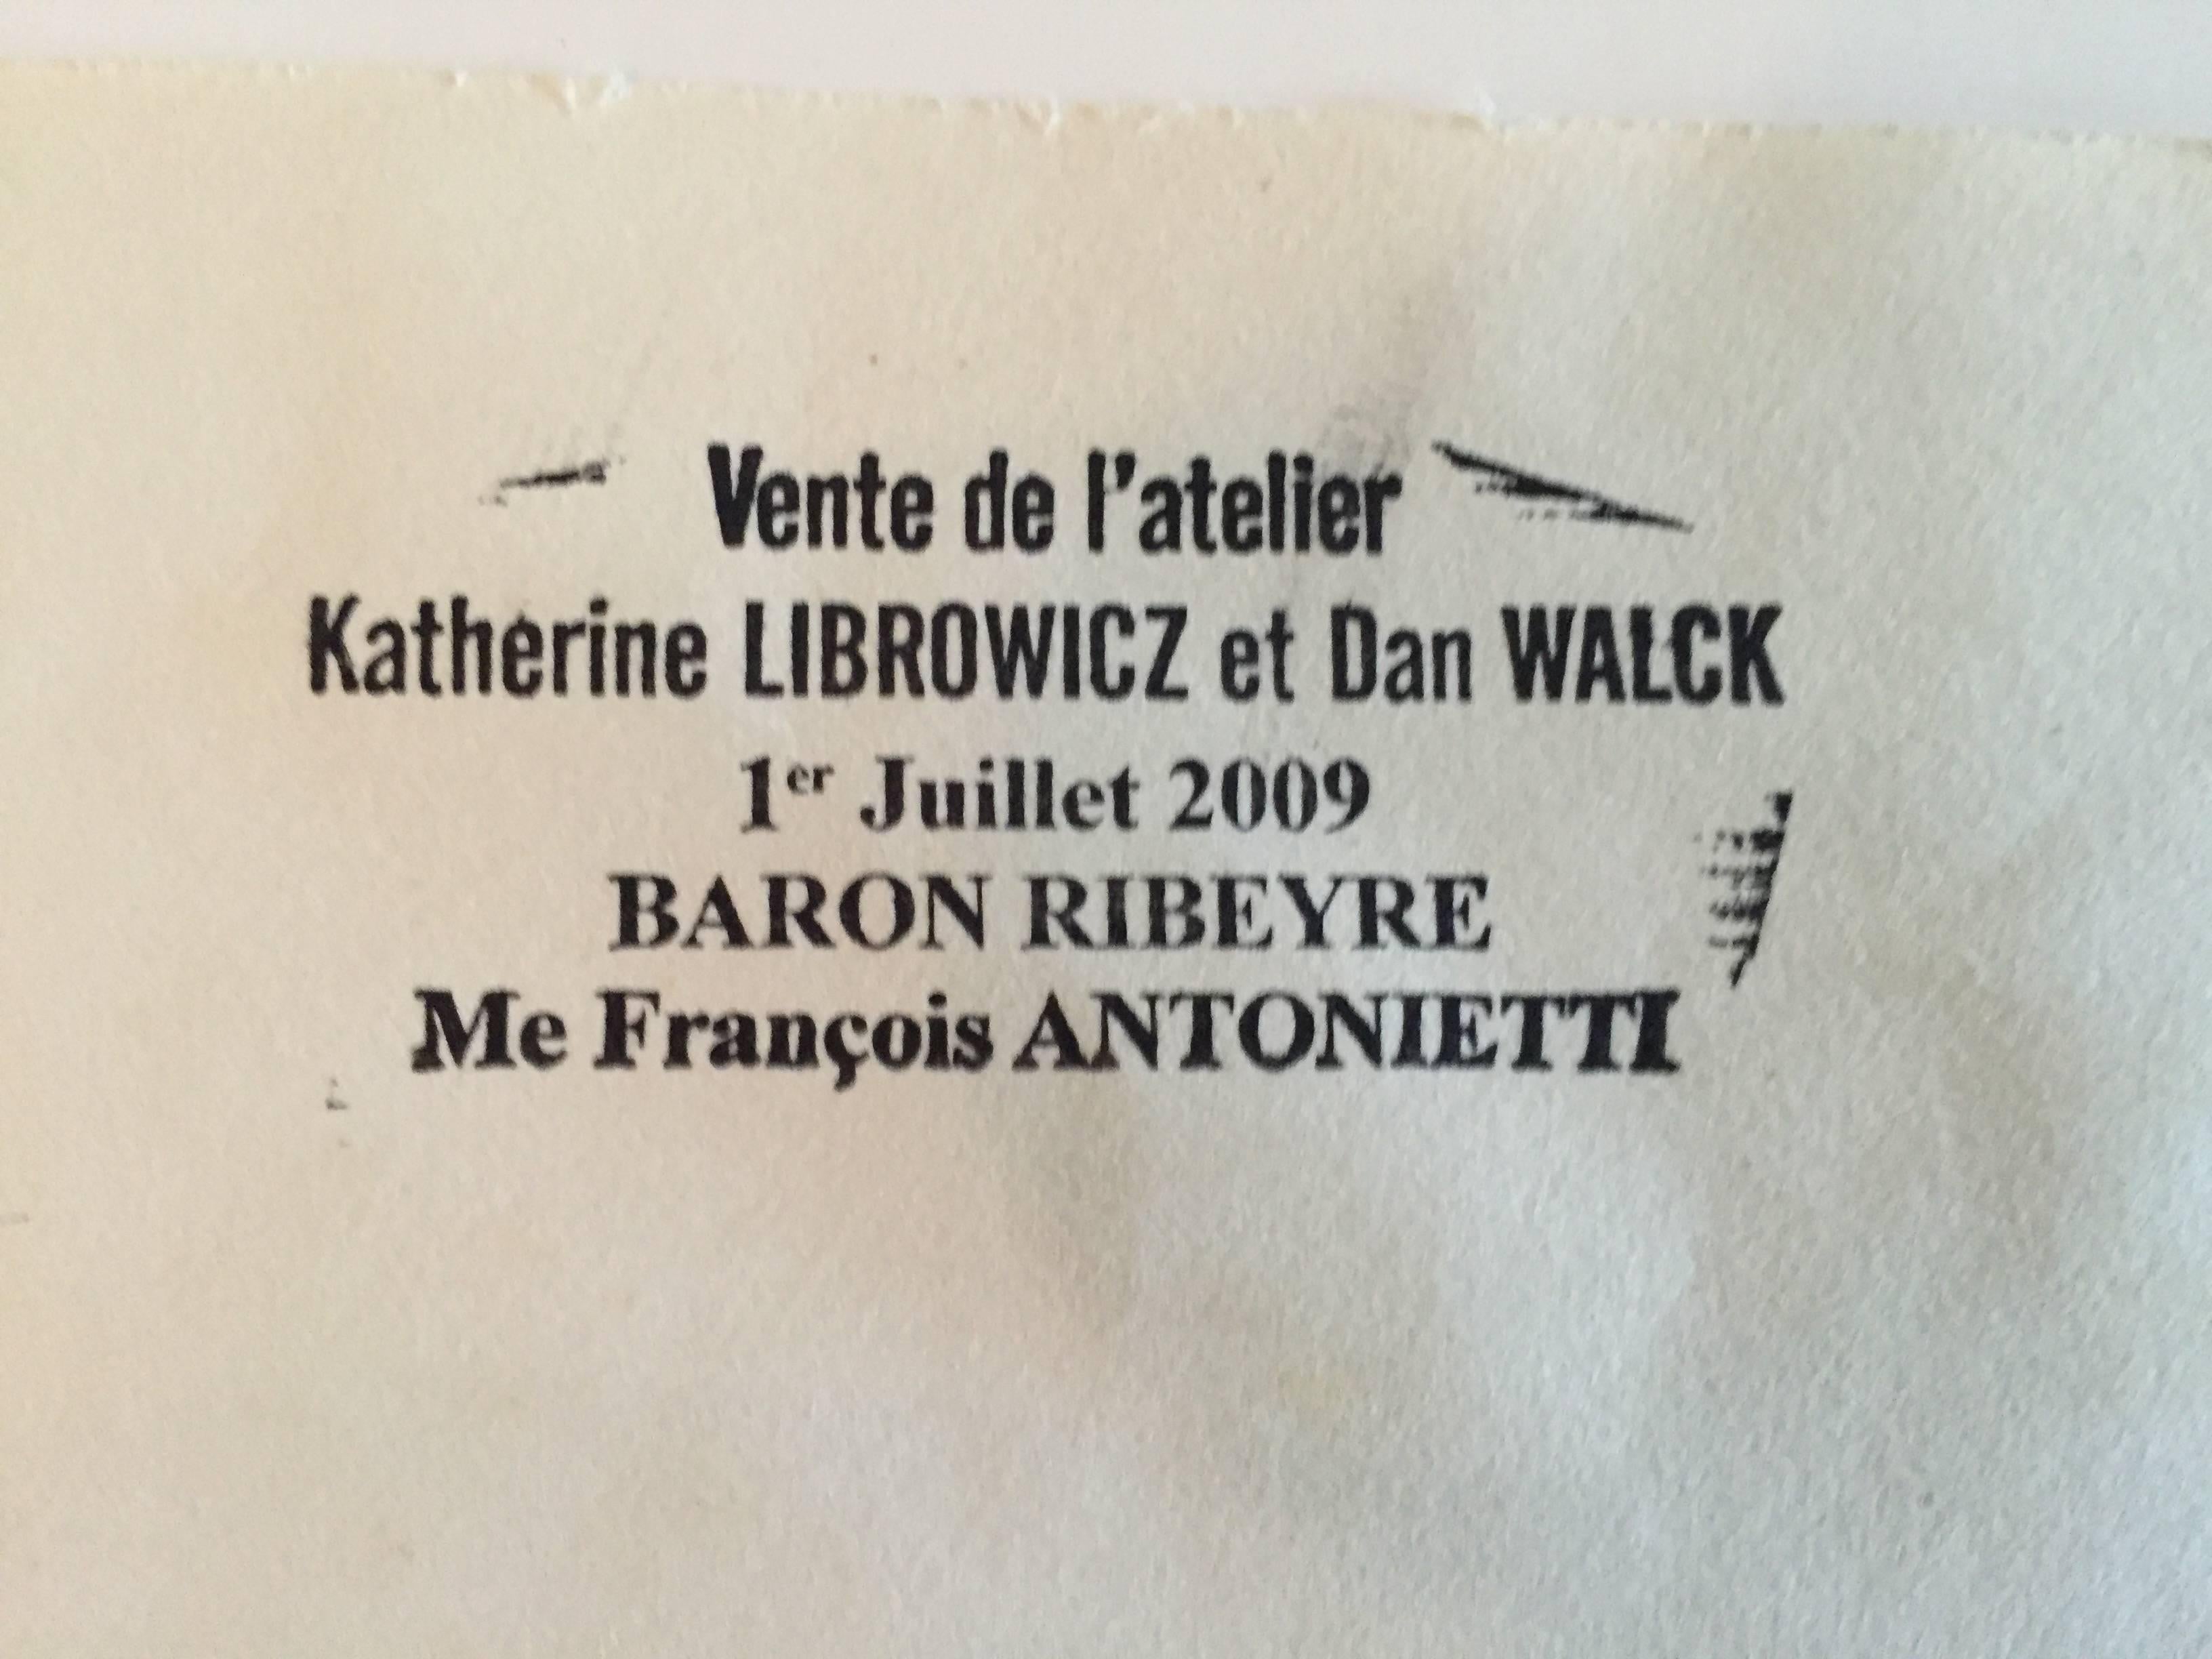 Vente de l'atelier
Katherine LIBROWICZ et Dan WALCK
1er Juillet 2009
BARON RIBEYRE
Me François ANTONIETTI